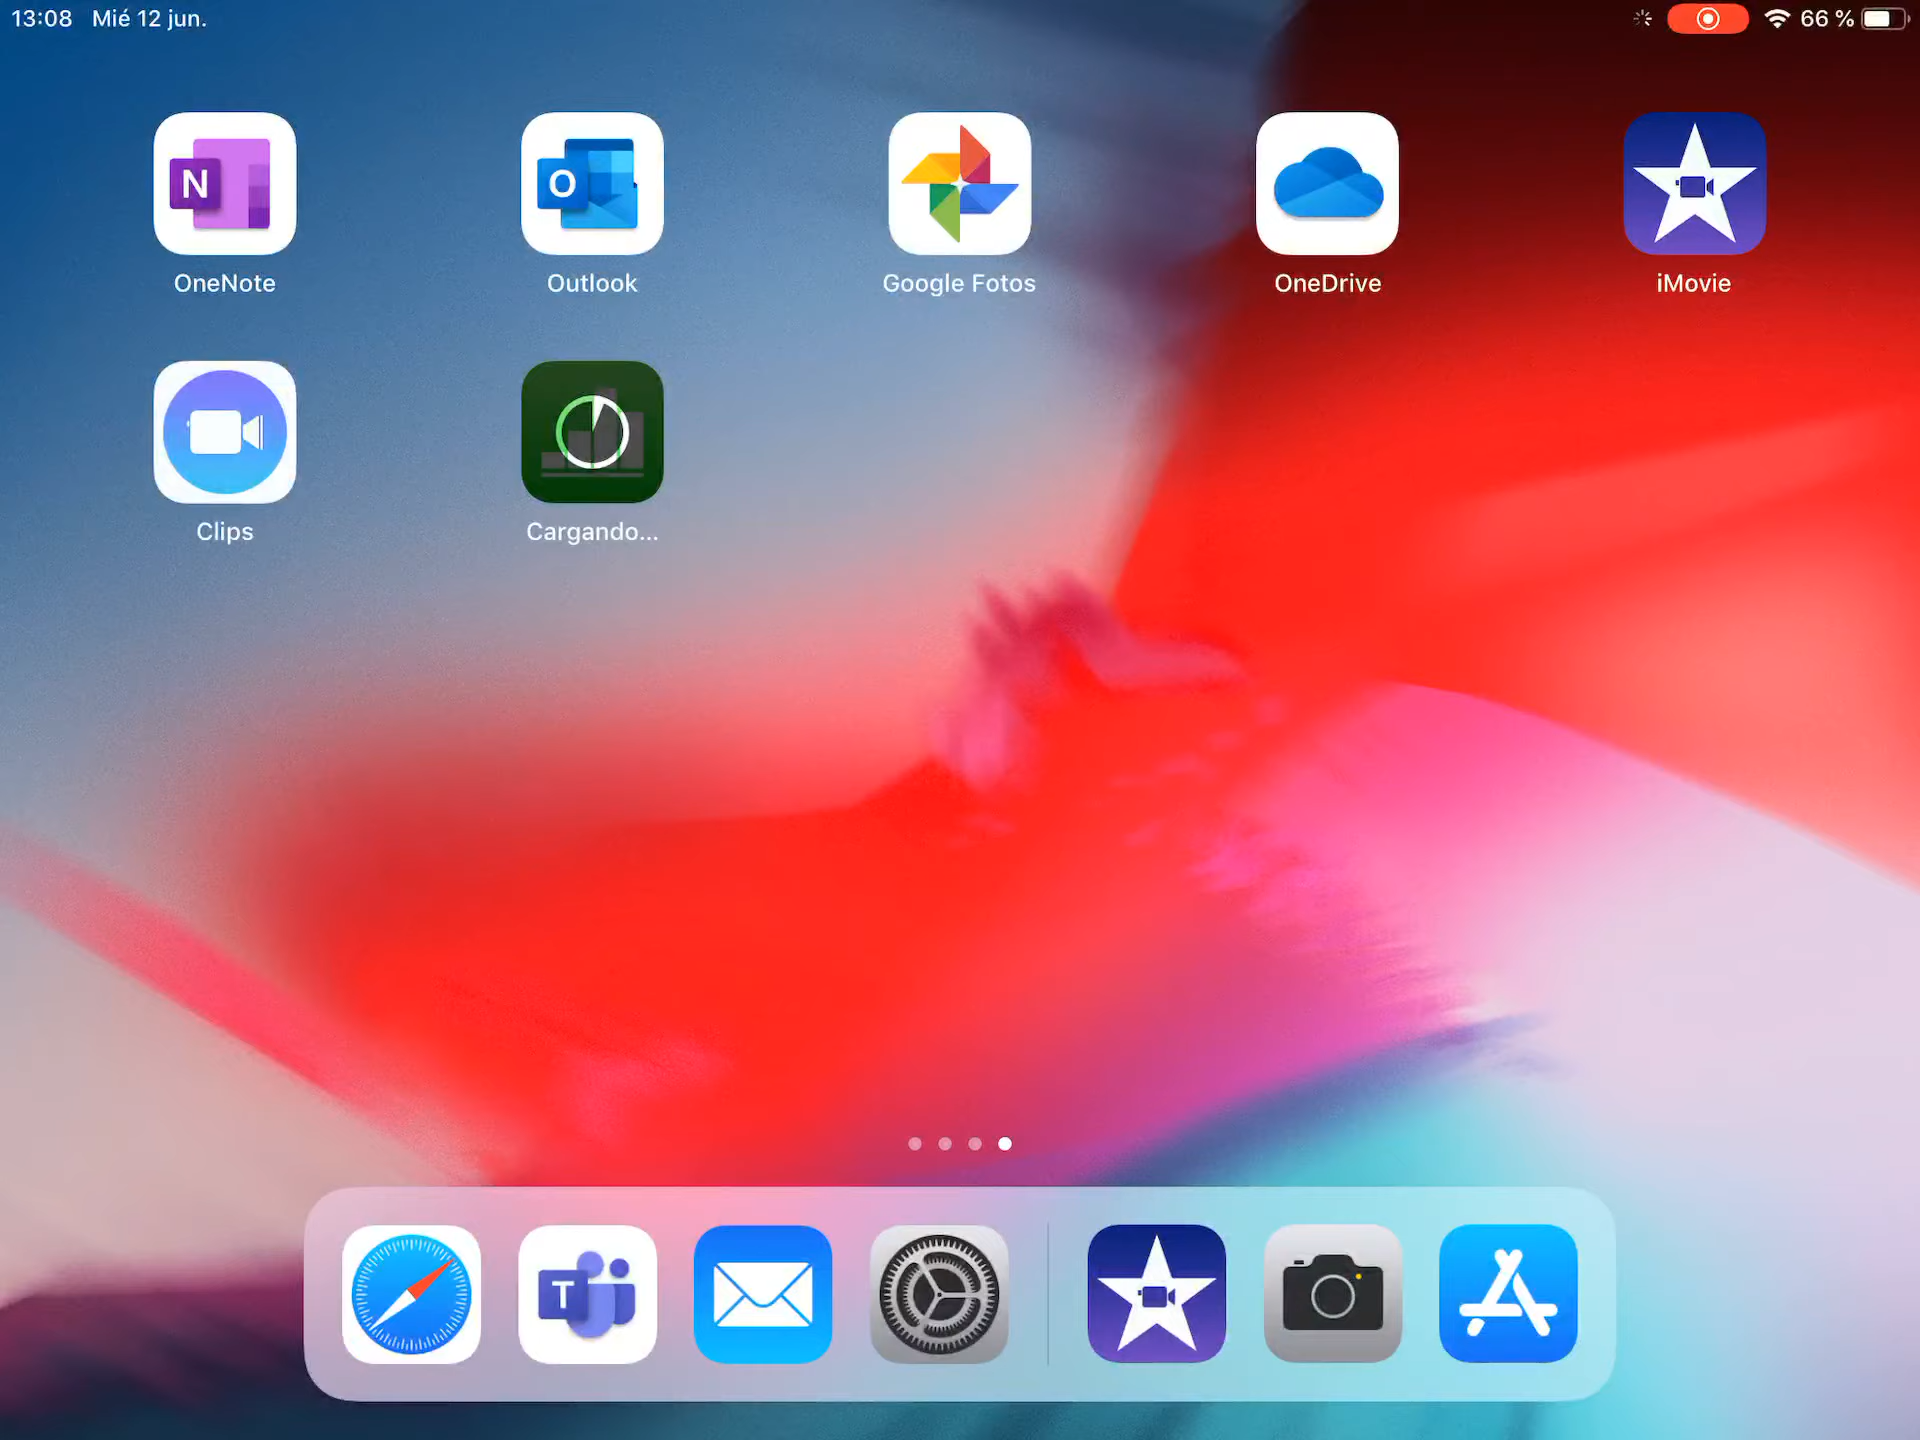 13:08 Mié 12 jun.
66 %
OneNote
Outlook
Google Fotos
OneDrive
iMovie
Clips
Cargando...
N
O
T